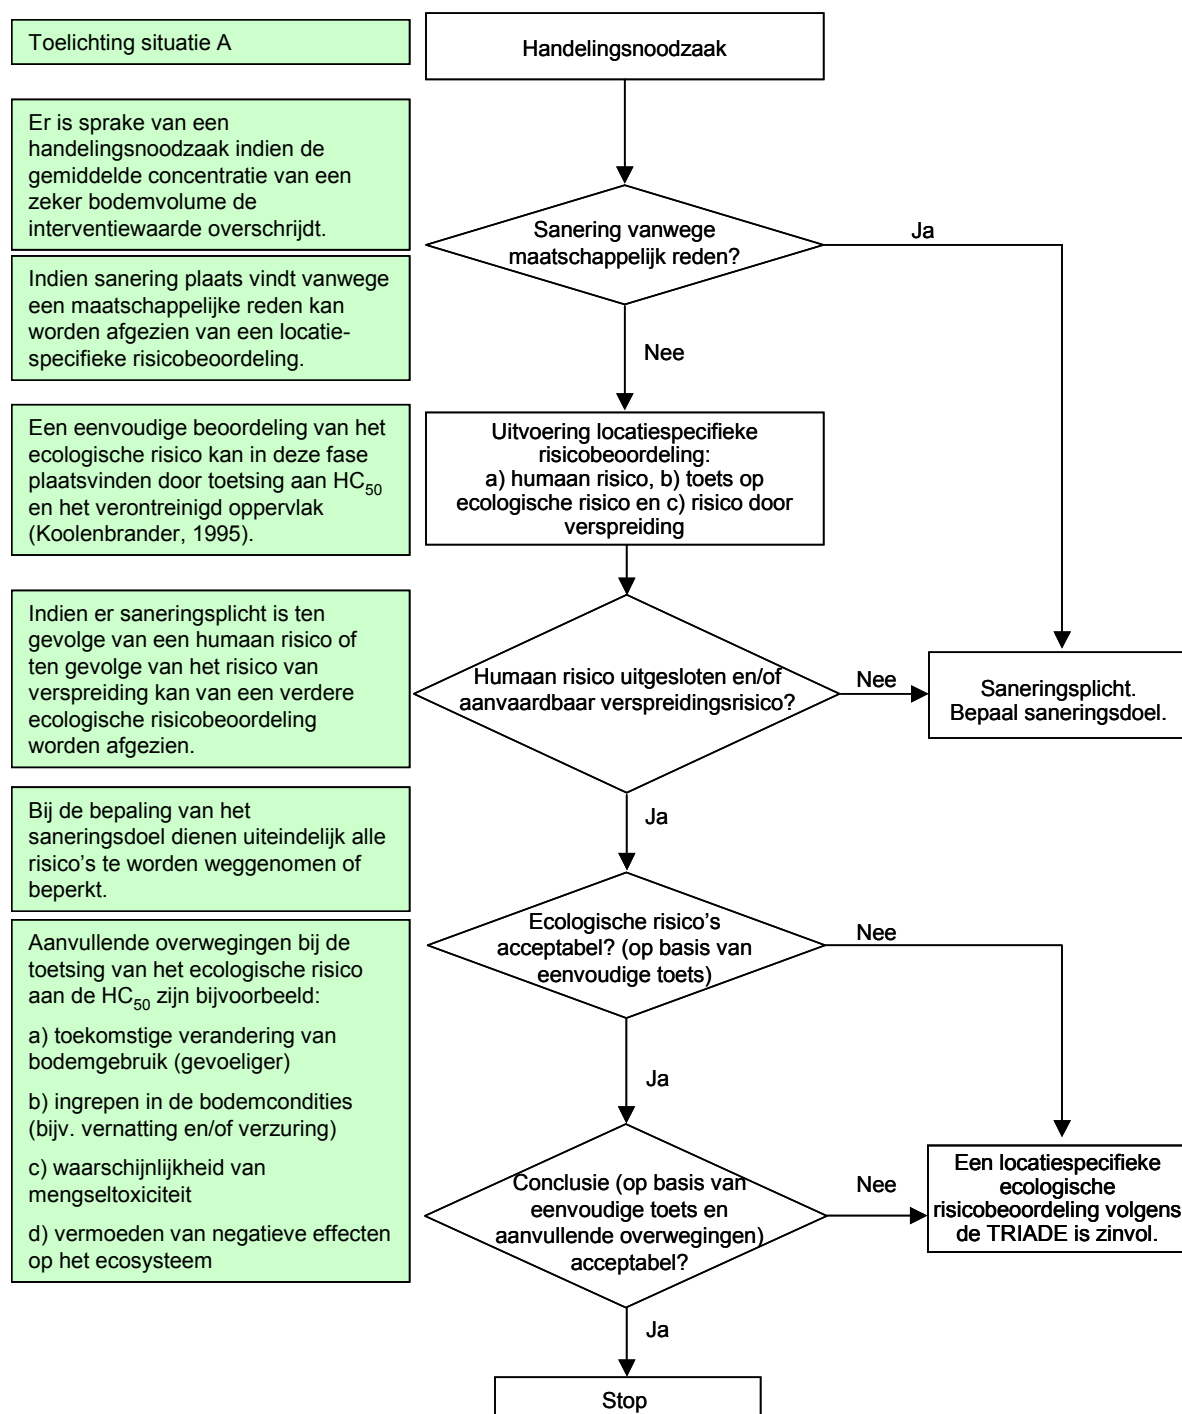 Toelichting situatie A
Handelingsnoodzaak
Er is sprake van een
handelingsnoodzaak indien de
gemiddelde concentratie van een
zeker bodemvolume de
interventiewaarde overschrijdt.
Sanering vanwege
maatschappelijk reden?
Ja
Indien sanering plaats vindt vanwege
een maatschappelijke reden kan
worden afgezien van een locatie-
specifieke risicobeoordeling.
Nee
Een eenvoudige beoordeling van het
ecologische risico kan in deze fase
plaatsvinden door toetsing aan HC50
en het verontreinigd oppervlak
(Koolenbrander, 1995).
Uitvoering locatiespecifieke
risicobeoordeling:
a) humaan risico, b) toets op
ecologische risico en c) risico door
verspreiding
Indien er saneringsplicht is ten
gevolge van een humaan risico of
ten gevolge van het risico van
verspreiding kan van een verdere
ecologische risicobeoordeling
worden afgezien.
Humaan risico uitgesloten en/of
aanvaardbaar verspreidingsrisico?
Nee
Saneringsplicht.
Bepaal saneringsdoel.
Ja
Bij de bepaling van het
saneringsdoel dienen uiteindelijk alle
risico's te worden weggenomen of
beperkt.
Ecologische risico's
acceptabel? (op basis van
eenvoudige toets)
Nee
Ja
Aanvullende overwegingen bij de
toetsing van het ecologische risico
aan de HC50 zijn bijvoorbeeld:
a) toekomstige verandering van
bodemgebruik (gevoeliger)
b) ingrepen in de bodemcondities
(bijv. vernatting en/of verzuring)
c) waarschijnlijkheid van
mengseltoxiciteit
d) vermoeden van negatieve effecten
op het ecosysteem
Conclusie (op basis van
eenvoudige toets en
aanvullende overwegingen)
acceptabel?
Nee
Een locatiespecifieke
ecologische
risicobeoordeling volgens
de TRIADE is zinvol.
Ja
Stop